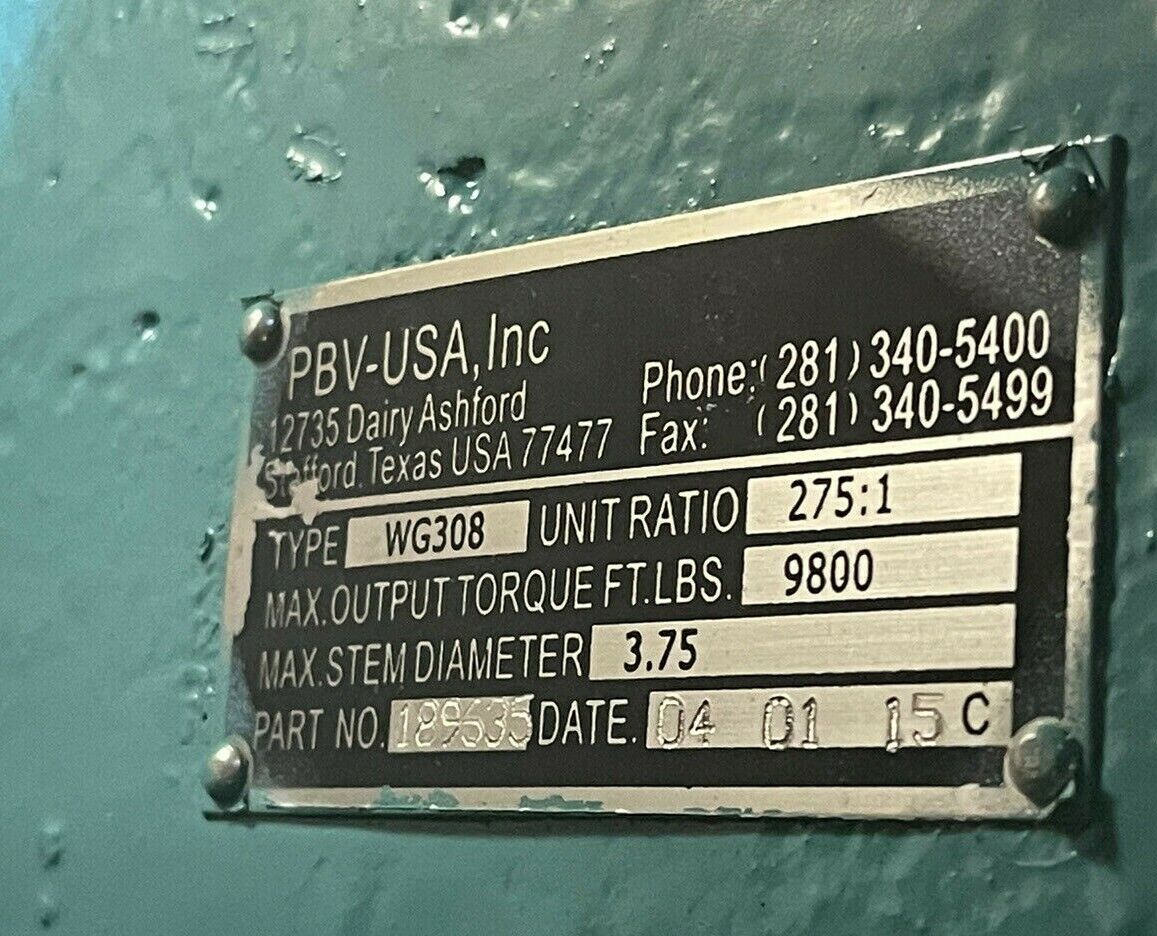 PBV-USA, Inc
12735 Dairy Ashford Phone: (281) 340-5400
Stafford, Texas USA 77477 Fax: (281) 340-5499
TYPE WG308 UNIT RATIO 275:1
MAX. OUTPUT TORQUE FT.LBS. 9800
MAX. STEM DIAMETER 3.75
PART NO. 189635 DATE. 04 01 15 C